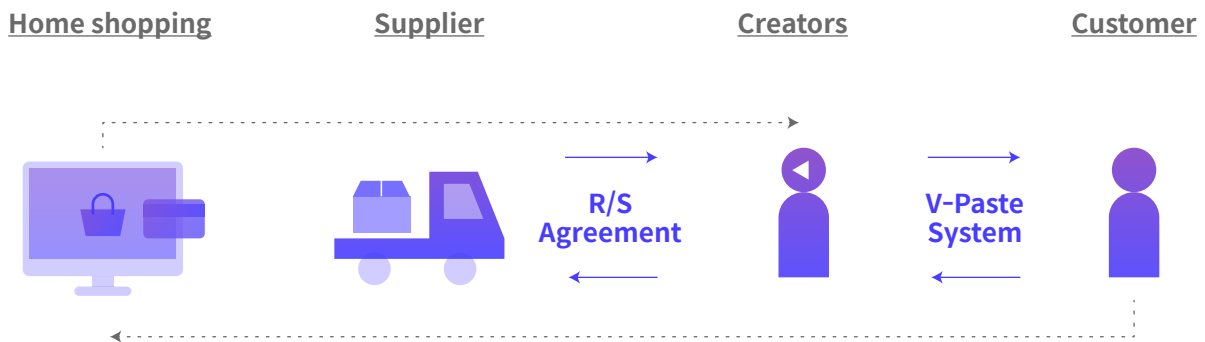 Home shopping
Supplier
Creators
Customer
R/S
Agreement
V-Paste
System